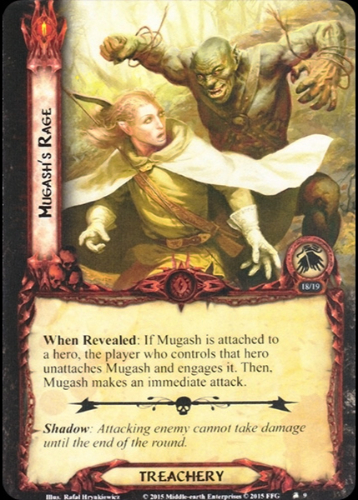 MUGASH'S RAGE
18/19
When Revealed: If Mugash is attached to
a hero, the player who controls that hero
unattaches Mugash and engages it. Then,
Mugash makes an immediate attack.
Shadow: Attacking enemy cannot take damage
until the end of the round.
TREACHERY
Illus. Rafał Hrynkiewicz © 2015 Middle-earth Enterprises © 2015 FFG 9